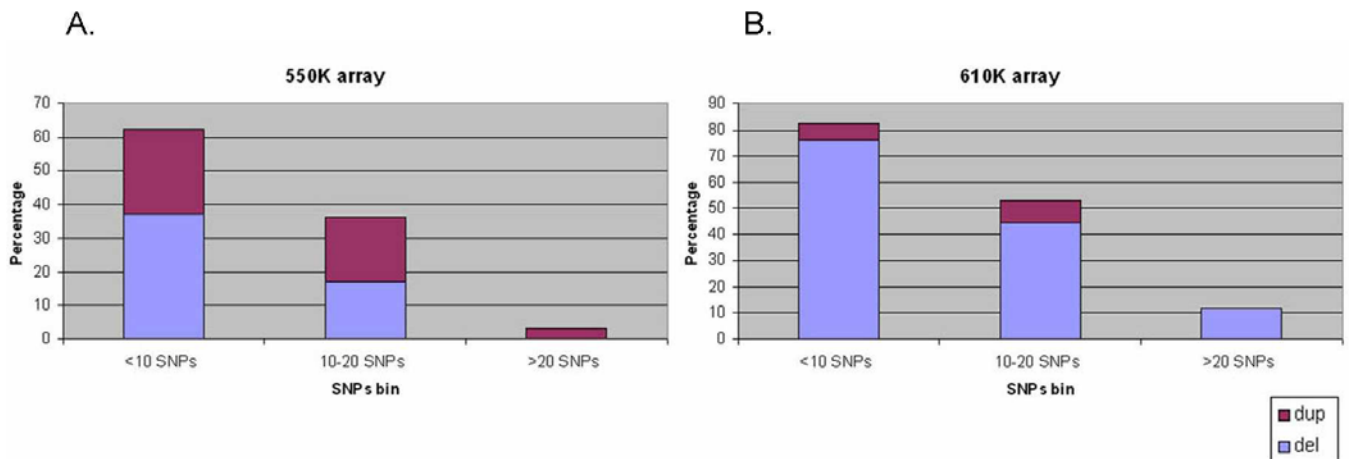 A.
550K array
Percentage
70
60
50
40
30
20
10
0
<10 SNPs
10-20 SNPs
>20 SNPs
SNPs bin
B.
610K array
Percentage
90
80
70
60
50
40
30
20
10
0
<10 SNPs
10-20 SNPs
>20 SNPs
SNPs bin
dup
del